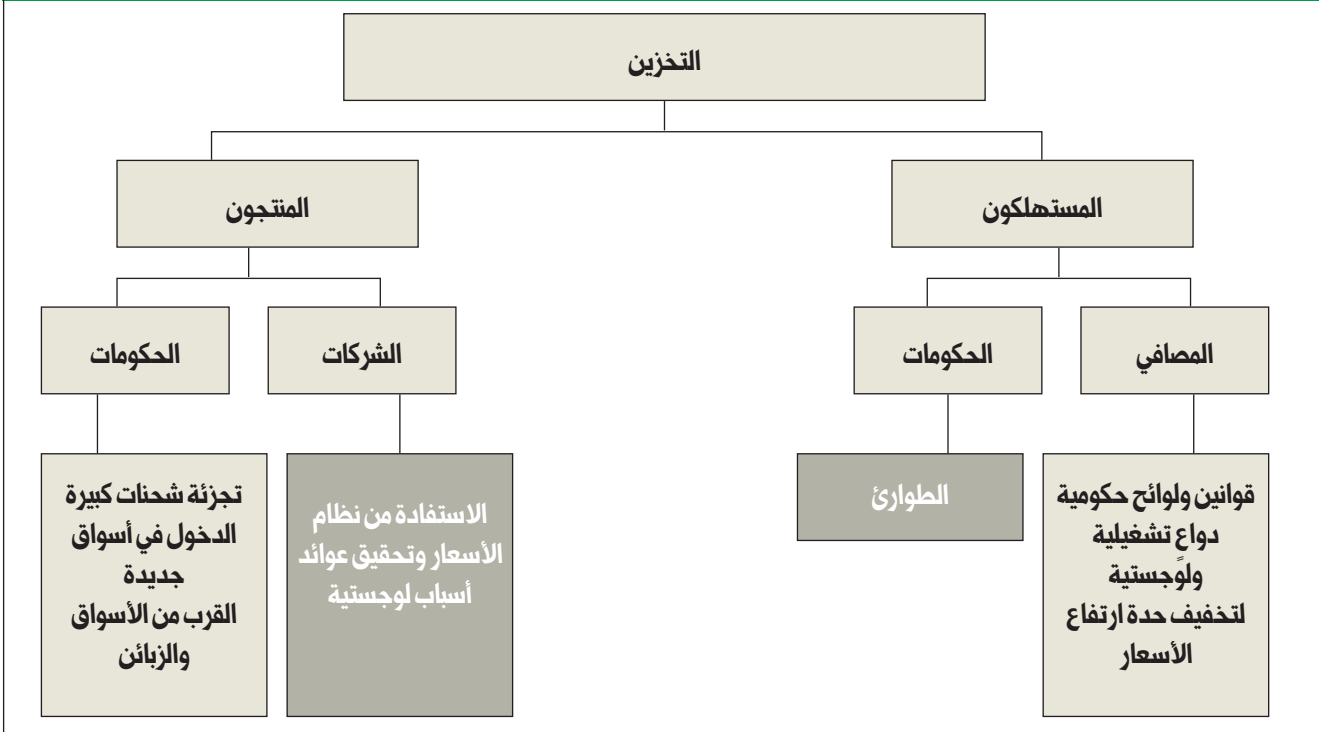 التخزين
المستهلكون
المنتجون
المصافي
الحكومات
الشركات
الحكومات
قوانين ولوائح حكومية
دواعٍ تشغيلية
ولوجستية
لتخفيف حدة ارتفاع
الأسعار
الطوارئ
الاستفادة من نظام
الأسعار وتحقيق عوائد
أسباب لوجستية
تجزئة شحنات كبيرة
الدخول في أسواق
جديدة
القرب من الأسواق
والزبائن